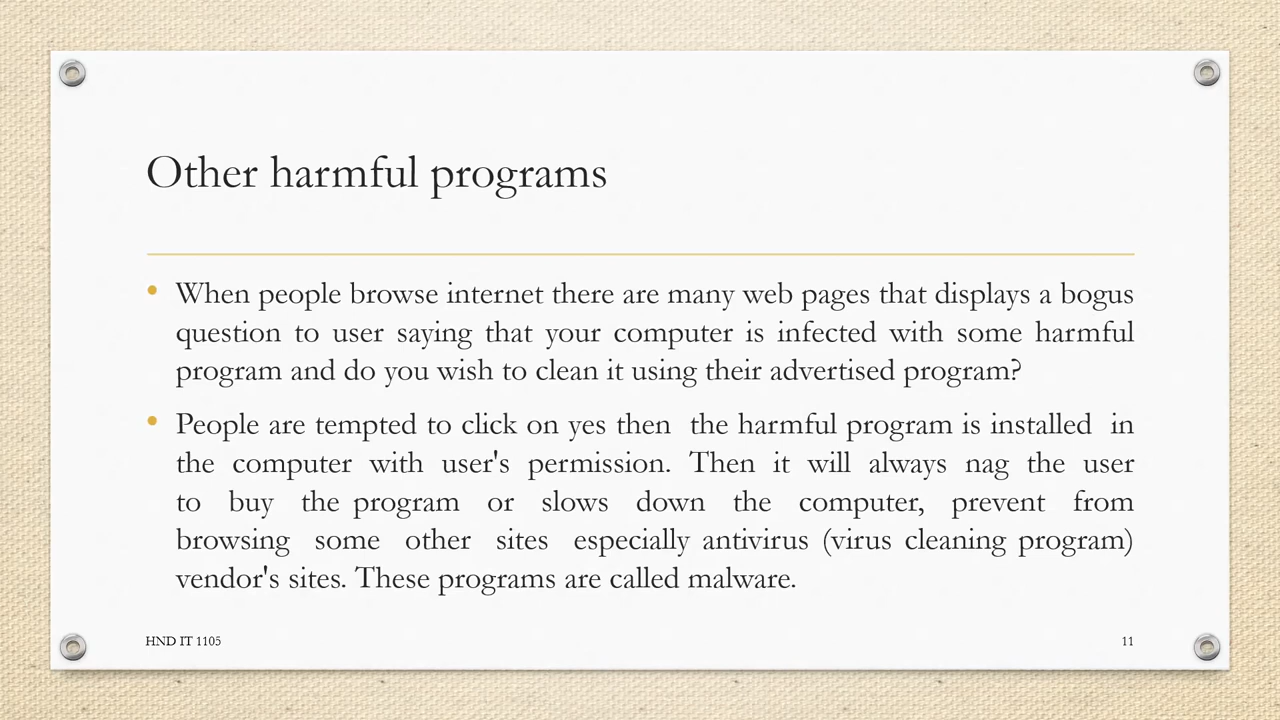 Other harmful programs
• When people browse internet there are many web pages that displays a bogus
question to user saying that your computer is infected with some harmful
program and do you wish to clean it using their advertised program?
• People are tempted to click on yes then the harmful program is installed in
the computer with user's permission. Then it will always nag the user
to buy the program or slows down the computer, prevent from
browsing some other sites especially antivirus (virus cleaning program)
vendor's sites. These programs are called malware.
HND IT 1105
11